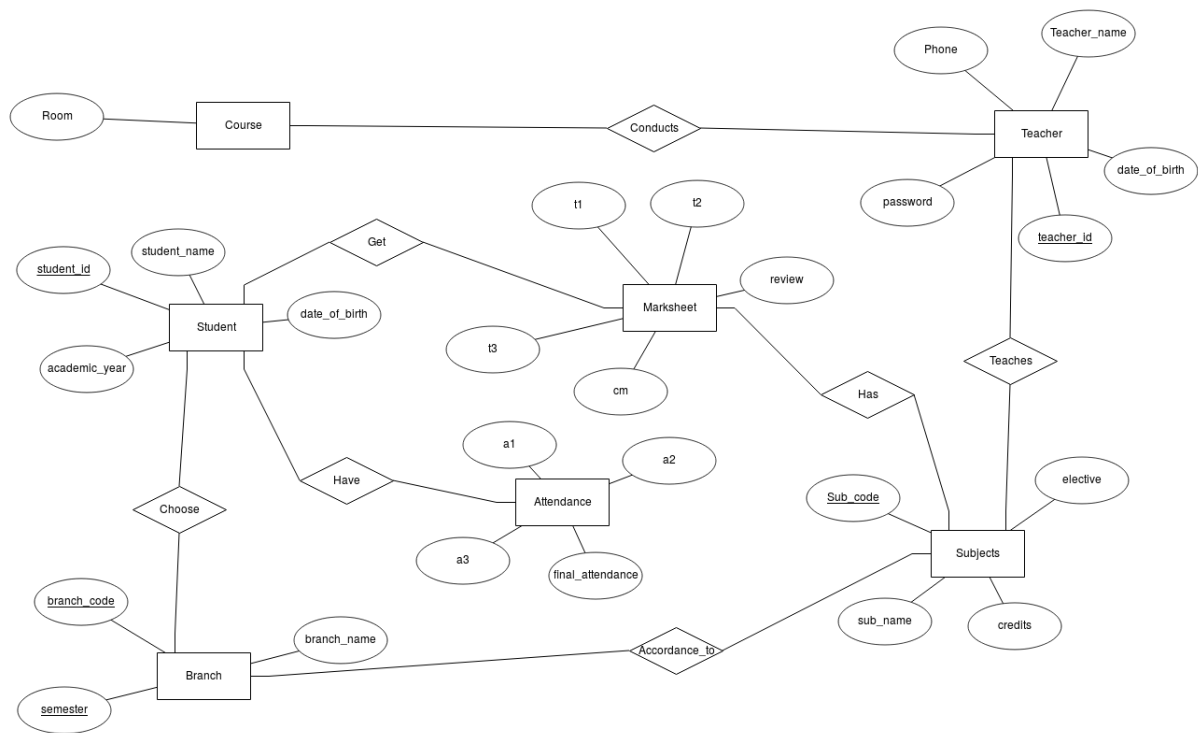 Teacher_name
Phone
Room
Course
Conducts
Teacher
date_of_birth
password
t1
t2
teacher_id
Get
student_name
student_id
review
Marksheet
date_of_birth
Student
t3
academic_year
Teaches
cm
Has
a1
a2
Have
elective
Sub_code
Attendance
Choose
Subjects
a3
final_attendance
branch_code
sub_name
credits
branch_name
Accordance_to
Branch
semester